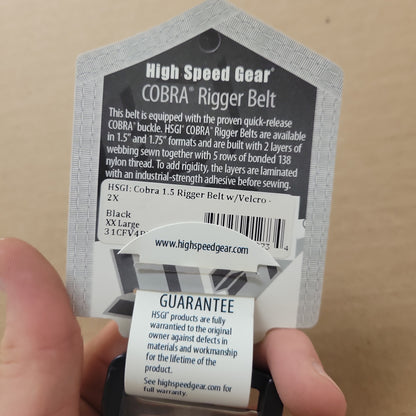 High Speed Gear®
COBRA® Rigger Belt
This belt is equipped with the proven quick-release
COBRA® buckle. HSGI® COBRA® Rigger Belts are available
in 1.5" and 1.75" formats and are built with 2 layers of
webbing sewn together with 5 rows of bonded 138
nylon thread. To add rigidity, the layers are laminated
with an industrial-strength adhesive before sewing.
HSGI: Cobra 1.5 Rigger Belt w/Velcro -
2X
Black
XX Large
www.highspeedgear.com
GUARANTEE
HSGI® products are fully
warrantied to the original
owner against defects in
materials and workmanship
for the lifetime of the
product.
See highspeedgear.com for
full warranty.